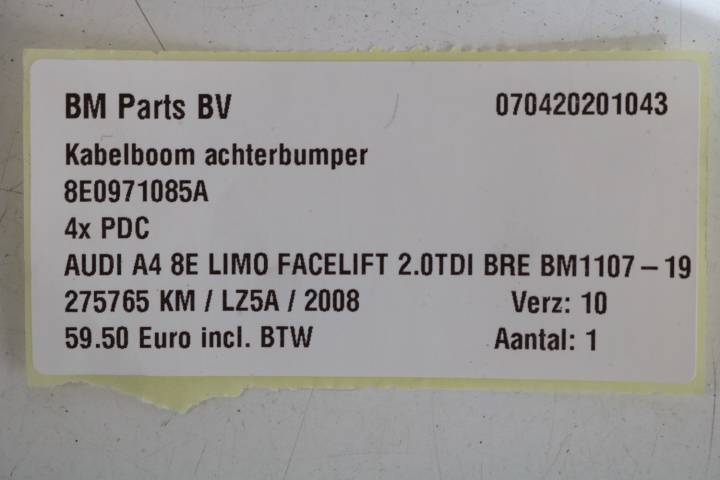 BM Parts BV 070420201043
Kabelboom achterbumper
8E0971085A
4x PDC
AUDI A4 8E LIMO FACELIFT 2.0TDI BRE BM1107-19
275765 KM / LZ5A / 2008 Verz: 10
59.50 Euro incl. BTW Aantal: 1